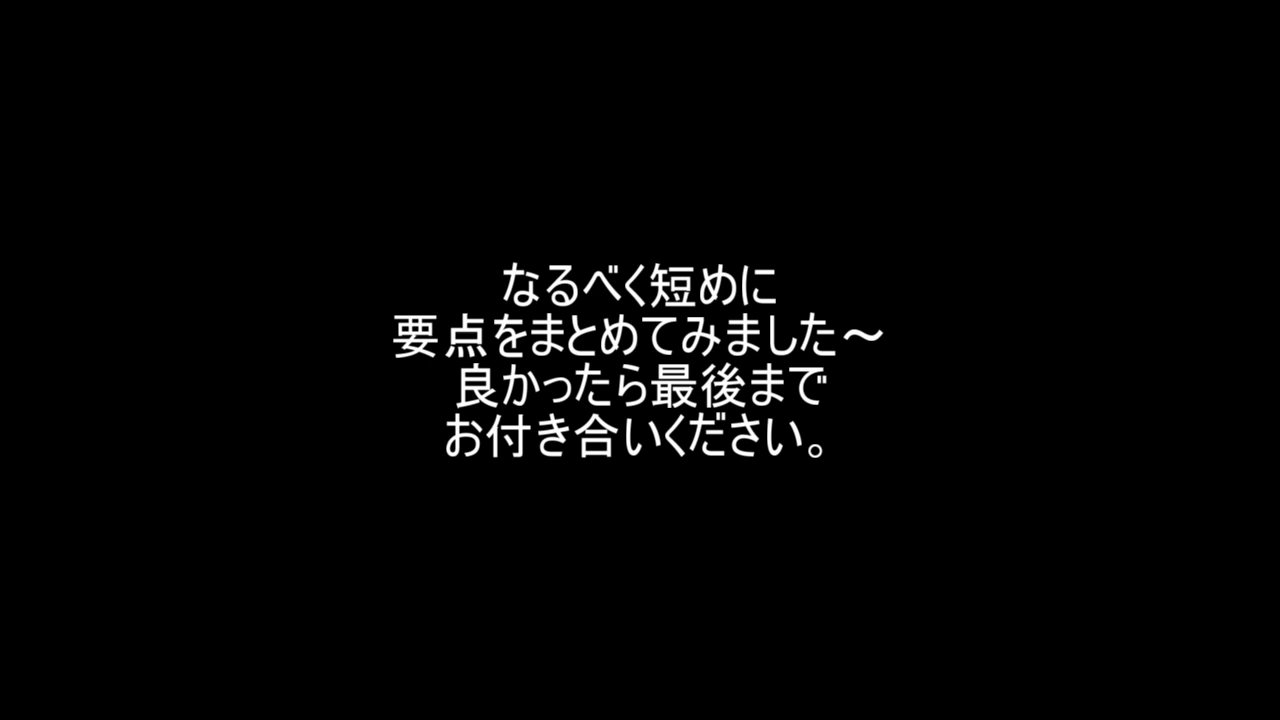 なるべく短めに
要点をまとめてみました～
良かったら最後まで
お付き合いください。